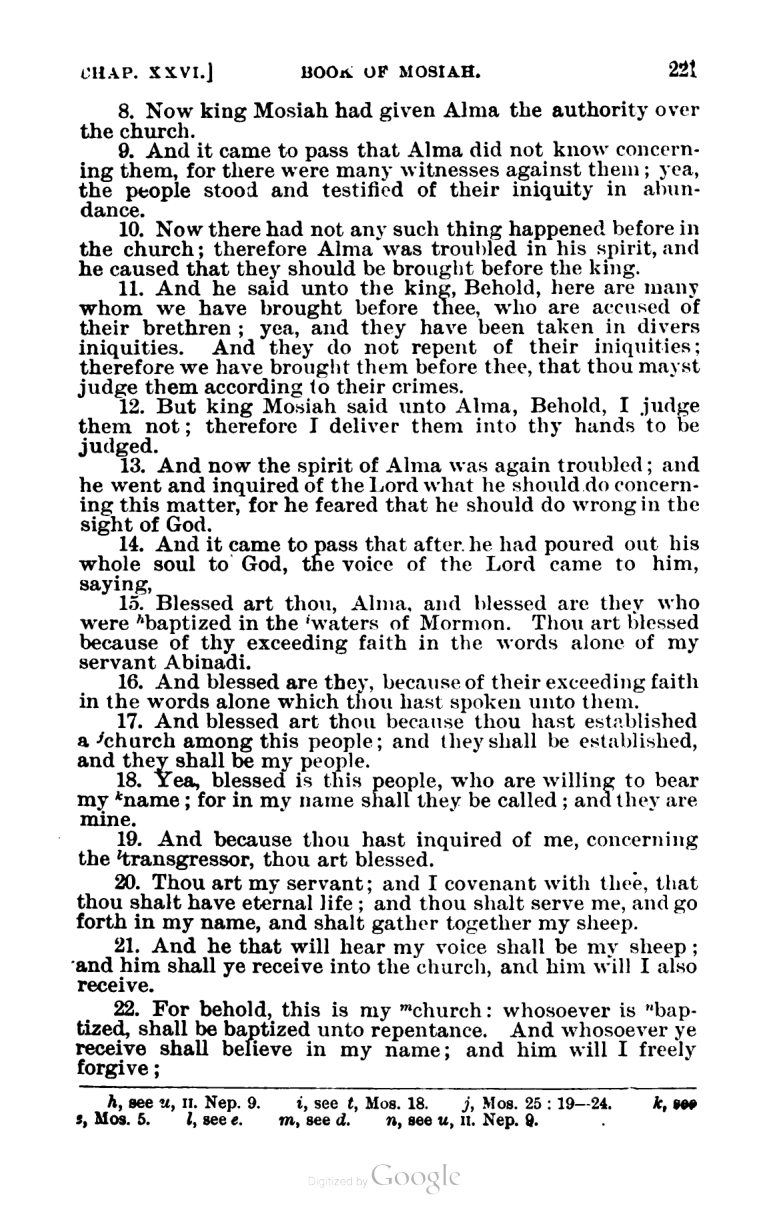 CHAP. XXVI.] BOOK OF MOSIAH. 221
8. Now king Mosiah had given Alma the authority over
the church.
9. And it came to pass that Alma did not know concern-
ing them, for there were many witnesses against them; yea,
the people stood and testified of their iniquity in abun-
dance.
10. Now there had not any such thing happened before in
the church; therefore Alma was troubled in his spirit, and
he caused that they should be brought before the king.
11. And he said unto the king, Behold, here are many
whom we have brought before thee, who are accused of
their brethren; yea, and they have been taken in divers
iniquities. And they do not repent of their iniquities;
therefore we have brought them before thee, that thou mayst
judge them according to their crimes.
12. But king Mosiah said unto Alma, Behold, I judge
them not; therefore I deliver them into thy hands to be
judged.
13. And now the spirit of Alma was again troubled; and
he went and inquired of the Lord what he should do concern-
ing this matter, for he feared that he should do wrong in the
sight of God.
14. And it came to pass that after he had poured out his
whole soul to God, the voice of the Lord came to him,
saying,
15. Blessed art thou, Alma, and blessed are they who
were ʰbaptized in the ⁱwaters of Mormon. Thou art blessed
because of thy exceeding faith in the words alone of my
servant Abinadi.
16. And blessed are they, because of their exceeding faith
in the words alone which thou hast spoken unto them.
17. And blessed art thou because thou hast established
a ʲchurch among this people; and they shall be established,
and they shall be my people.
18. Yea, blessed is this people, who are willing to bear
my ᵏname; for in my name shall they be called; and they are
mine.
19. And because thou hast inquired of me, concerning
the ˡtransgressor, thou art blessed.
20. Thou art my servant; and I covenant with thee, that
thou shalt have eternal life; and thou shalt serve me, and go
forth in my name, and shalt gather together my sheep.
21. And he that will hear my voice shall be my sheep;
and him shall ye receive into the church, and him will I also
receive.
22. For behold, this is my ᵐchurch: whosoever is ⁿbap-
tized, shall be baptized unto repentance. And whosoever ye
receive shall believe in my name; and him will I freely
forgive;
h, see u, II. Nep. 9. i, see t, Mos. 18. j, Mos. 25 : 19--24. k, see
s, Mos. 5. l, see e. m, see d. n, see u, II. Nep. 9.
Digitized by Google